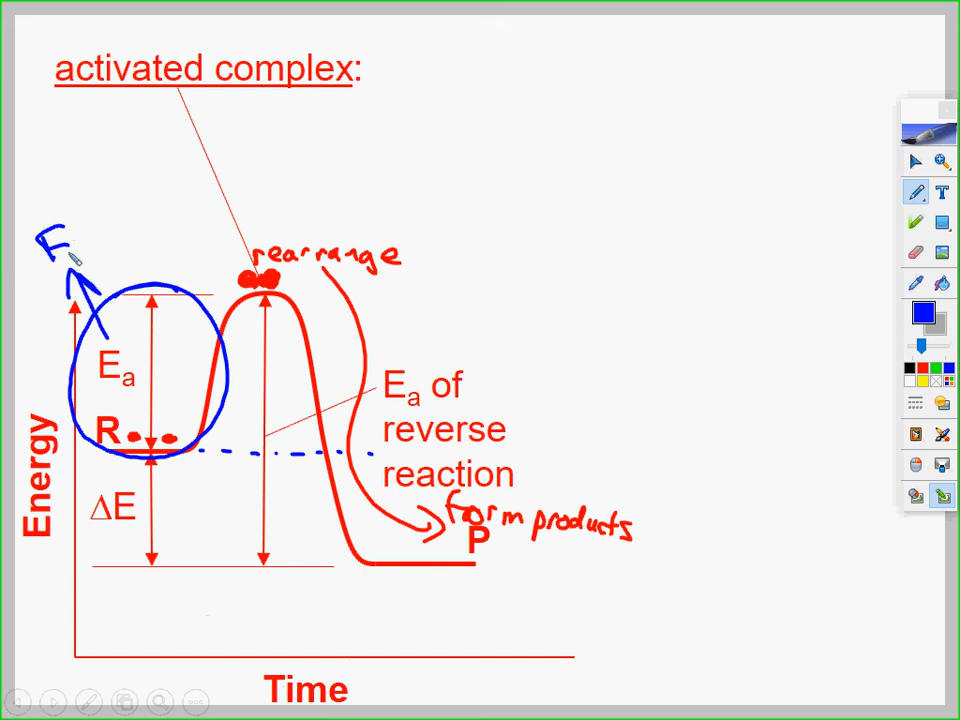 activated complex:
F
rearrange
Ea
Ea of
reverse
reaction
R
ΔE
form products
P
Energy
Time